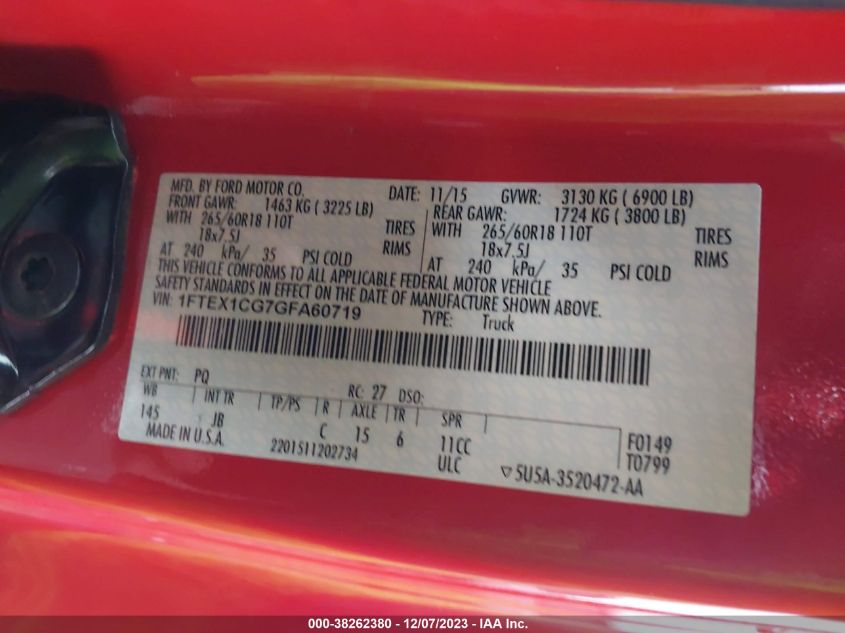 MFD. BY FORD MOTOR CO. DATE: 11/15 GVWR: 3130 KG ( 6900 LB)
FRONT GAWR: 1463 KG ( 3225 LB) REAR GAWR: 1724 KG ( 3800 LB)
WITH 265/60R18 110T TIRES WITH 265/60R18 110T TIRES
18x7.5J RIMS 18x7.5J RIMS
AT 240 kPa/ 35 PSI COLD AT 240 kPa/ 35 PSI COLD
THIS VEHICLE CONFORMS TO ALL APPLICABLE FEDERAL MOTOR VEHICLE
SAFETY STANDARDS IN EFFECT ON THE DATE OF MANUFACTURE SHOWN ABOVE.
VIN: 1FTEX1CG7GFA60719 TYPE: Truck
EXT PNT: PQ RC: 27 DSO:
WB INT TR TP/PS R AXLE TR SPR
145 JB C 15 6 11CC F0149
MADE IN U.S.A. 2201511202734 ULC T0799
▽5U5A-3520472-AA
000-38262380 - 12/07/2023 - IAA Inc.